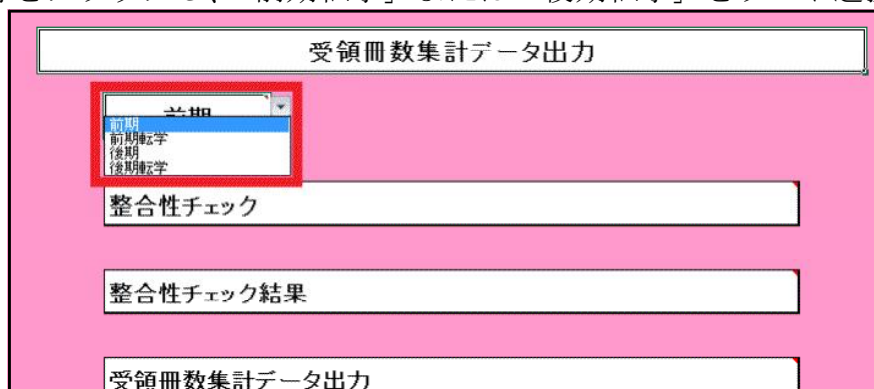 受領冊数集計データ出力
前期
前期
前期転学
後期
後期転学
整合性チェック
整合性チェック結果
受領冊数集計データ出力